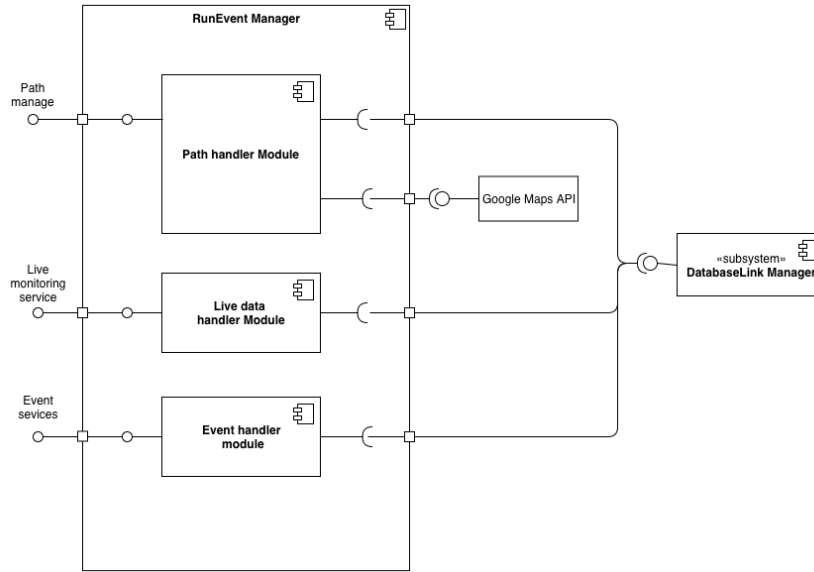 RunEvent Manager
Path
manage
Path handler Module
Google Maps API
«subsystem»
DatabaseLink Manager
Live
monitoring
service
Live data
handler Module
Event
sevices
Event handler
module